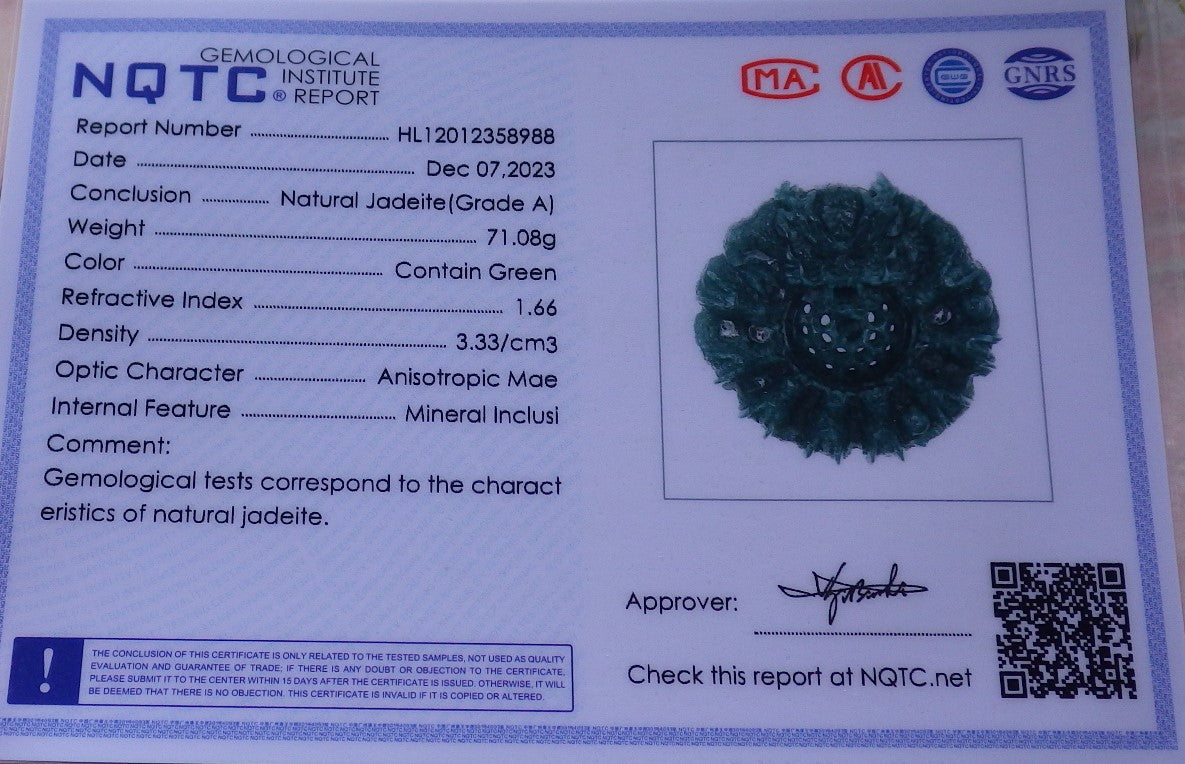 GEMOLOGICAL
NQTC® INSTITUTE
REPORT
MA
GNRS
Report Number ........ HL12012358988
Date ........ Dec 07,2023
Conclusion ........ Natural Jadeite(Grade A)
Weight ........ 71.08g
Color ........ Contain Green
Refractive Index ........ 1.66
Density ........ 3.33/cm3
Optic Character ........ Anisotropic Mae
Internal Feature ........ Mineral Inclusi
Comment:
Gemological tests correspond to the charact
eristics of natural jadeite.
Approver:
Check this report at NQTC.net
! THE CONCLUSION OF THIS CERTIFICATE IS ONLY RELATED TO THE TESTED SAMPLES, NOT USED AS QUALITY
EVALUATION AND GUARANTEE OF TRADE; IF THERE IS ANY DOUBT OR OBJECTION TO THE CERTIFICATE,
PLEASE SUBMIT IT TO THE CENTER WITHIN 15 DAYS AFTER THE CERTIFICATE IS ISSUED; OTHERWISE, IT WILL
BE DEEMED THAT THERE IS NO OBJECTION. THIS CERTIFICATE IS INVALID IF IT IS COPIED OR ALTERED.